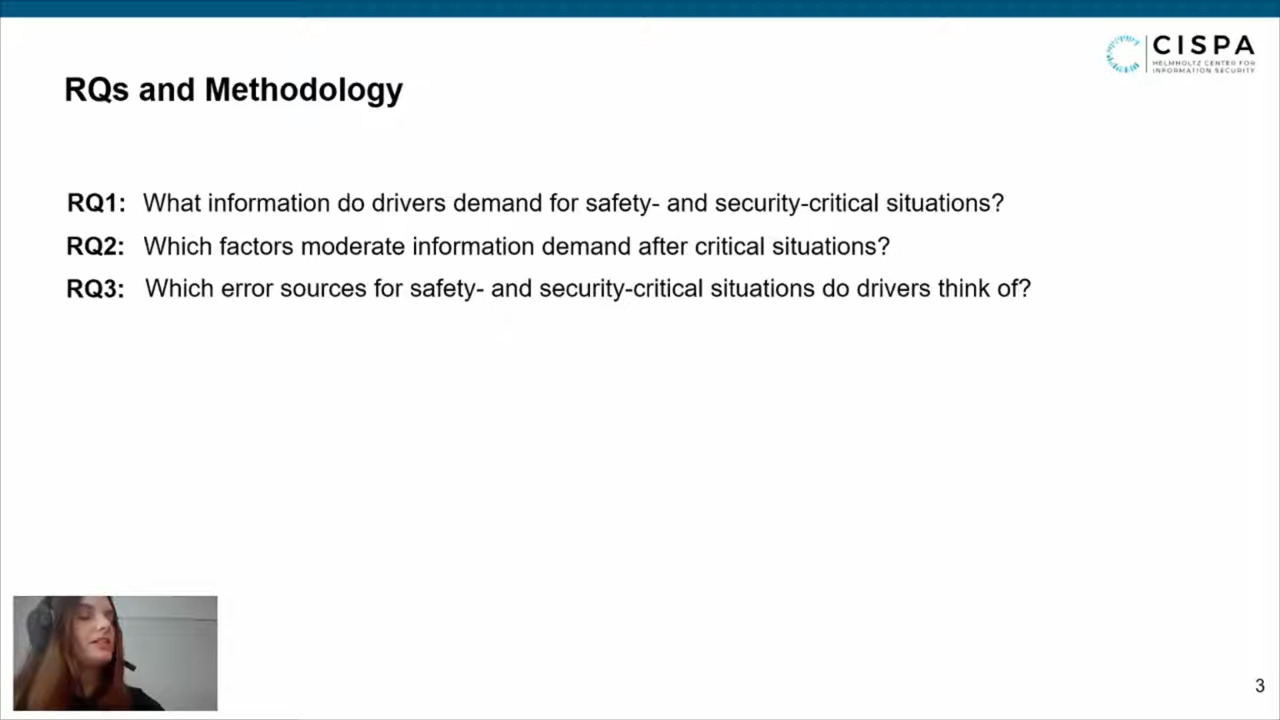 CISPA
HELMHOLTZ CENTER FOR
INFORMATION SECURITY
RQs and Methodology
RQ1: What information do drivers demand for safety- and security-critical situations?
RQ2: Which factors moderate information demand after critical situations?
RQ3: Which error sources for safety- and security-critical situations do drivers think of?
3